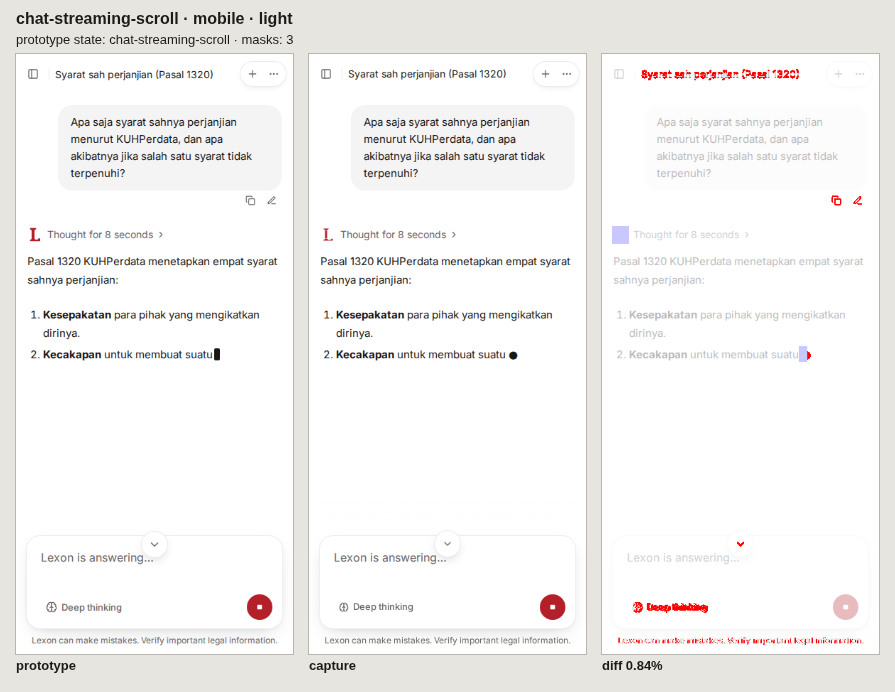 chat-streaming-scroll · mobile · light
prototype state: chat-streaming-scroll · masks: 3
Syarat sah perjanjian (Pasal 1320)
Apa saja syarat sahnya perjanjian
menurut KUHPerdata, dan apa
akibatnya jika salah satu syarat tidak
terpenuhi?
L Thought for 8 seconds
Pasal 1320 KUHPerdata menetapkan empat syarat
sahnya perjanjian:
1. Kesepakatan para pihak yang mengikatkan
dirinya.
2. Kecakapan untuk membuat suatu
Lexon is answering...
Deep thinking
Lexon can make mistakes. Verify important legal information.
prototype
Syarat sah perjanjian (Pasal 1320)
Apa saja syarat sahnya perjanjian
menurut KUHPerdata, dan apa
akibatnya jika salah satu syarat tidak
terpenuhi?
L Thought for 8 seconds
Pasal 1320 KUHPerdata menetapkan empat syarat
sahnya perjanjian:
1. Kesepakatan para pihak yang mengikatkan
dirinya.
2. Kecakapan untuk membuat suatu
Lexon is answering...
Deep thinking
Lexon can make mistakes. Verify important legal information.
capture
Syarat sah perjanjian (Pasal 1320)
Apa saja syarat sahnya perjanjian
menurut KUHPerdata, dan apa
akibatnya jika salah satu syarat tidak
terpenuhi?
Thought for 8 seconds
Pasal 1320 KUHPerdata menetapkan empat syarat
sahnya perjanjian:
1. Kesepakatan para pihak yang mengikatkan
dirinya.
2. Kecakapan untuk membuat suatu
Lexon is answering...
Deep thinking
Lexon can make mistakes. Verify important legal information.
diff 0.84%